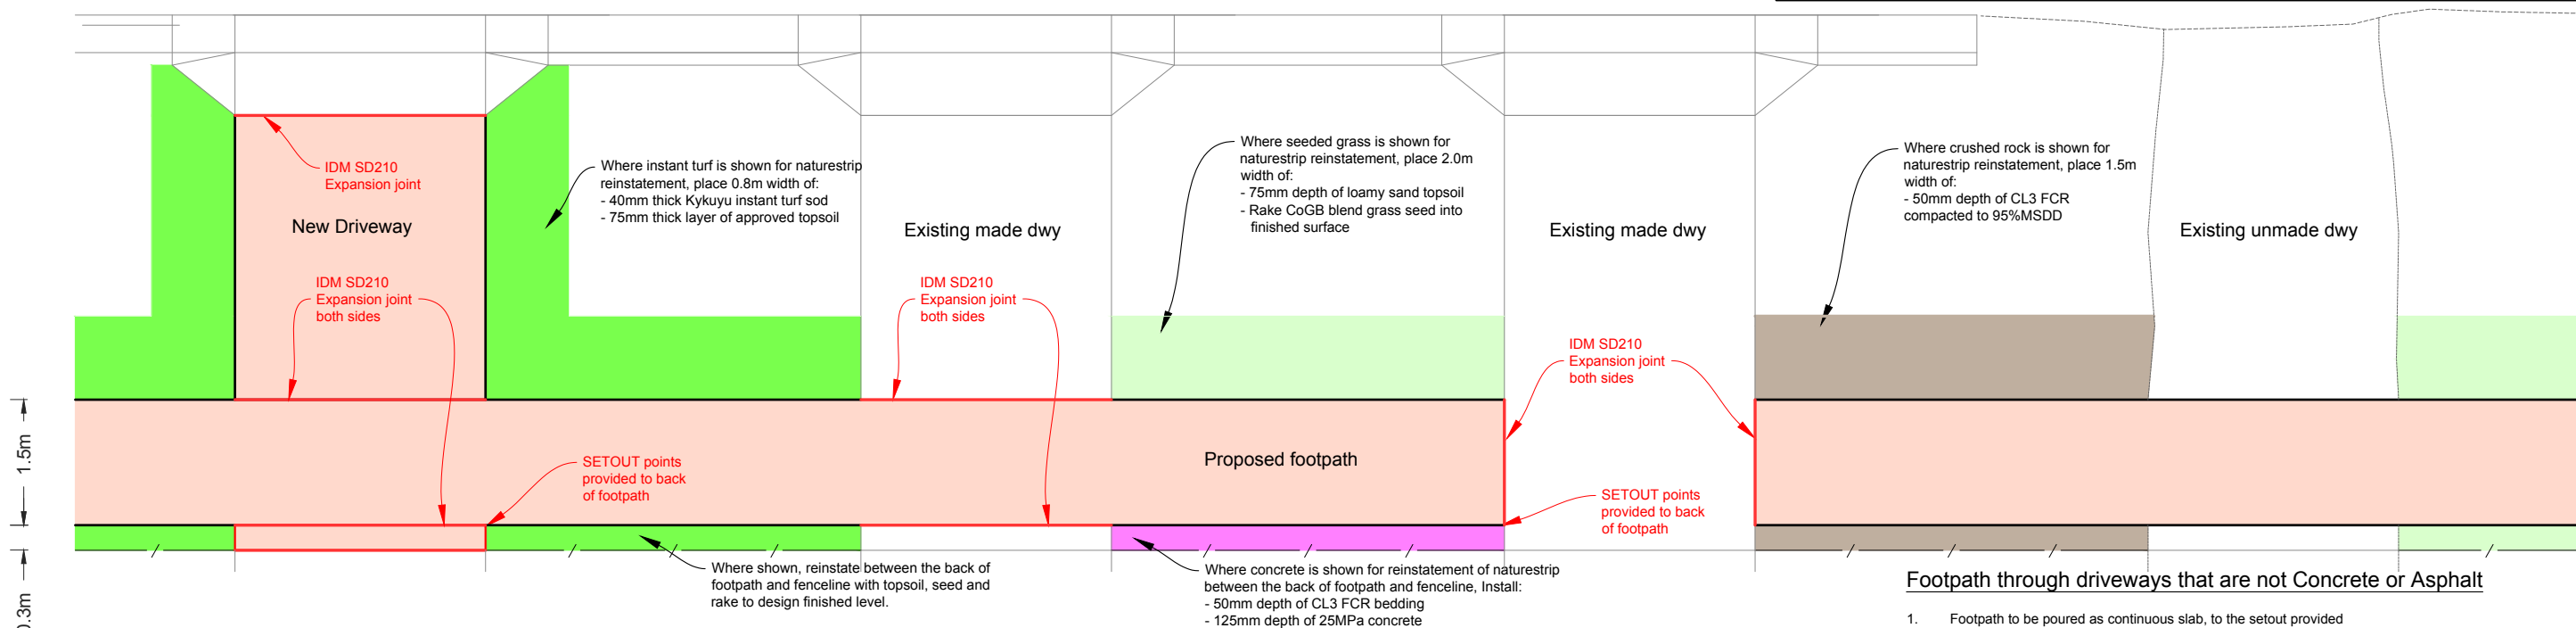 IDM SD210
Expansion joint
New Driveway
IDM SD210
Expansion joint
both sides
Where instant turf is shown for naturestrip
reinstatement, place 0.8m width of:
- 40mm thick Kykuyu instant turf sod
- 75mm thick layer of approved topsoil
Existing made dwy
IDM SD210
Expansion joint
both sides
Where seeded grass is shown for
naturestrip reinstatement, place 2.0m
width of:
- 75mm depth of loamy sand topsoil
- Rake CoGB blend grass seed into
finished surface
Existing made dwy
IDM SD210
Expansion joint
both sides
Where crushed rock is shown for
naturestrip reinstatement, place 1.5m
width of:
- 50mm depth of CL3 FCR
compacted to 95%MSDD
Existing unmade dwy
1.5m
SETOUT points
provided to back
of footpath
Proposed footpath
SETOUT points
provided to back
of footpath
0.3m
Where shown, reinstate between the back of
footpath and fenceline with topsoil, seed and
rake to design finished level.
Where concrete is shown for reinstatement of naturestrip
between the back of footpath and fenceline, Install:
- 50mm depth of CL3 FCR bedding
- 125mm depth of 25MPa concrete
Footpath through driveways that are not Concrete or Asphalt
1. Footpath to be poured as continuous slab, to the setout provided